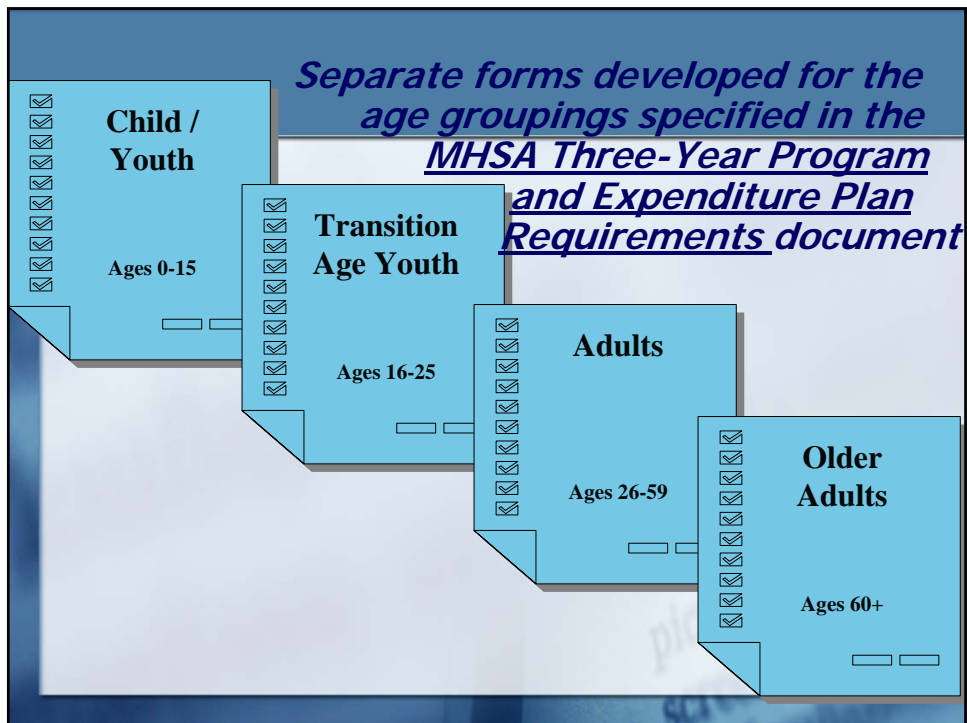 Separate forms developed for the
age groupings specified in the
MHSA Three-Year Program
and Expenditure Plan
Requirements document
Child /
Youth
Ages 0-15
Transition
Age Youth
Ages 16-25
Adults
Ages 26-59
Older
Adults
Ages 60+